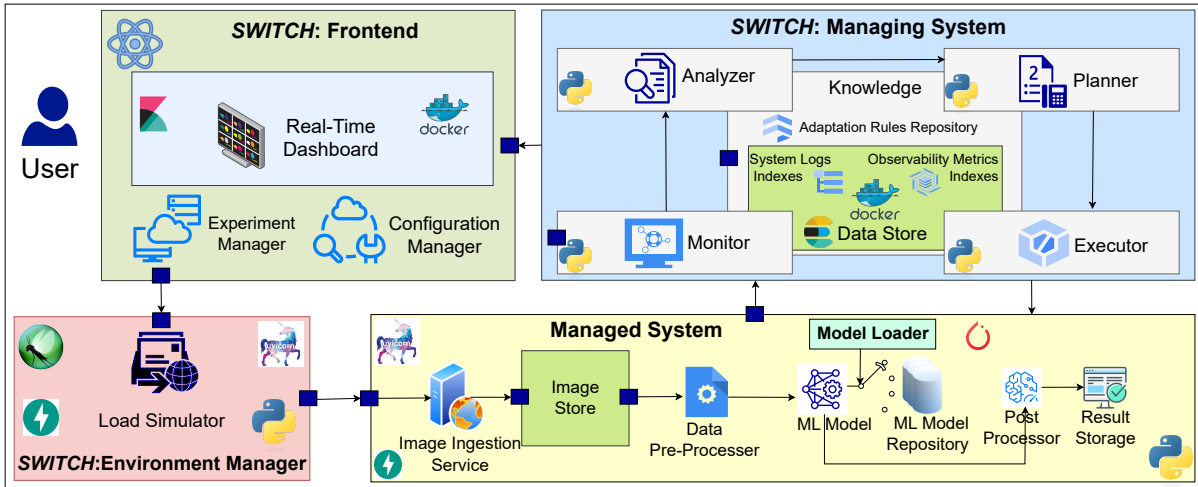 SWITCH: Frontend
Real-Time
Dashboard
docker
Experiment
Manager
Configuration
Manager
User
SWITCH: Managing System
Analyzer
Knowledge
2
Planner
Adaptation Rules Repository
System Logs
Indexes
Observability Metrics
Indexes
docker
Data Store
Monitor
Executor
Load Simulator
uvicorn
SWITCH:Environment Manager
Managed System
uvicorn
Image Ingestion
Service
Image
Store
Data
Pre-Processer
Model Loader
ML Model
ML Model
Repository
Post
Processor
Result
Storage